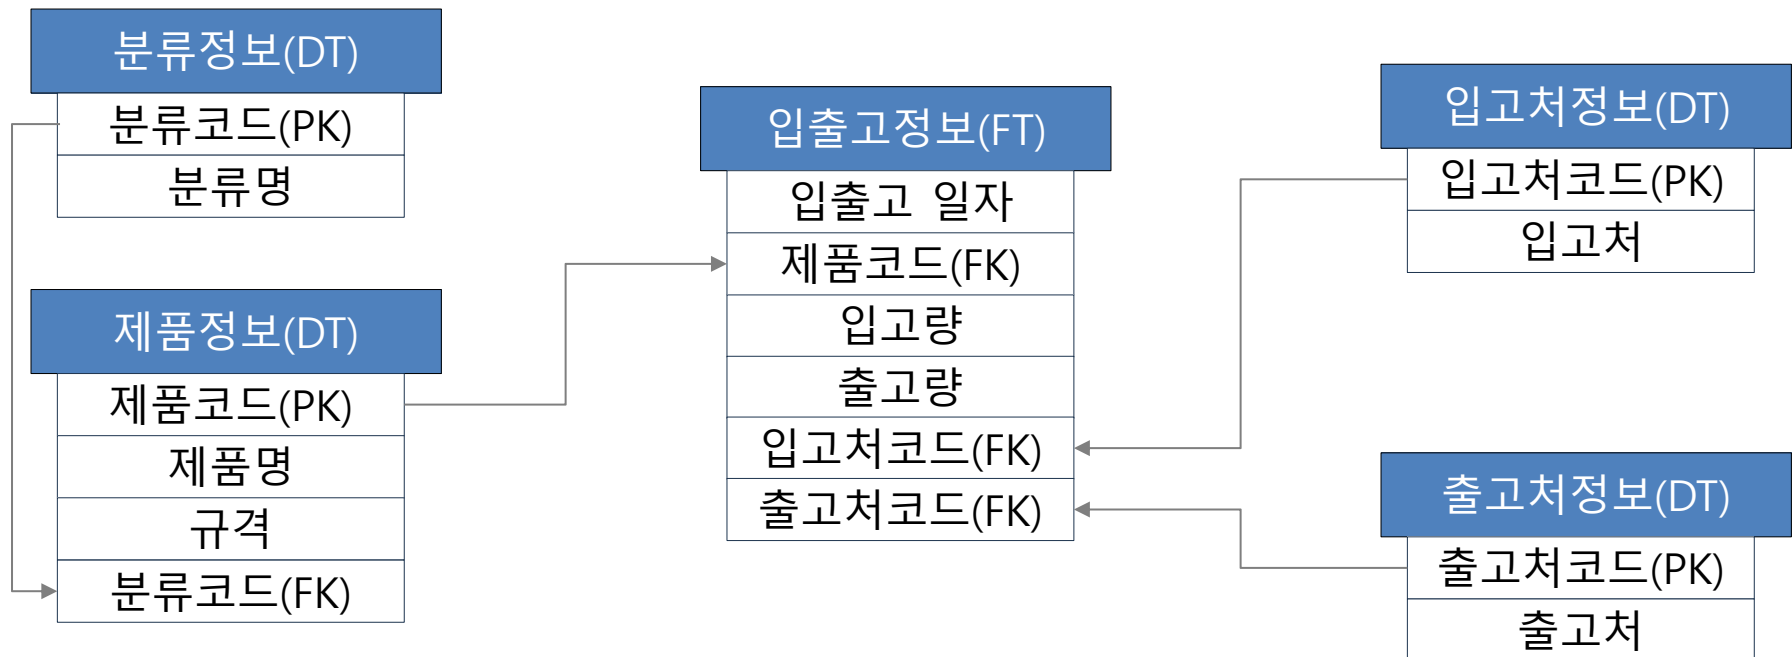 분류정보(DT)
분류코드(PK)
분류명
제품정보(DT)
제품코드(PK)
제품명
규격
분류코드(FK)
입출고정보(FT)
입출고 일자
제품코드(FK)
입고량
출고량
입고처코드(FK)
출고처코드(FK)
입고처정보(DT)
입고처코드(PK)
입고처
출고처정보(DT)
출고처코드(PK)
출고처